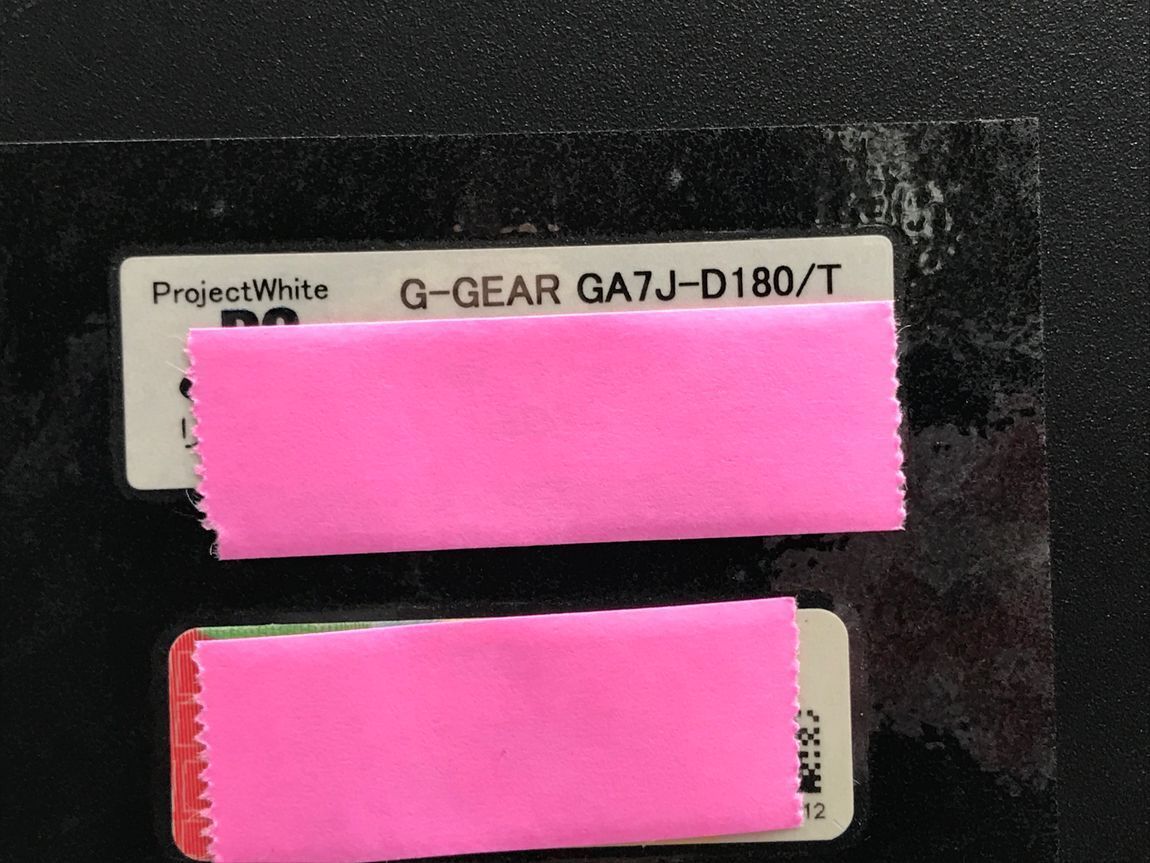 ProjectWhite G-GEAR GA7J-D180/T
12